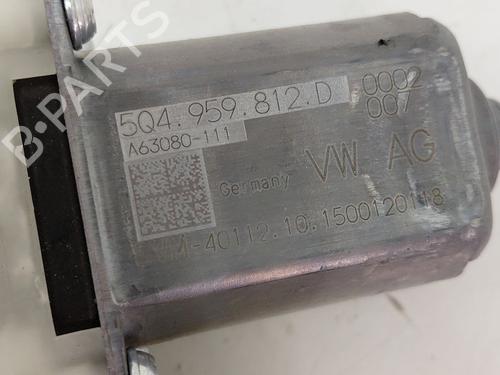 B-PARTS
5Q4.959.812.D 0002
A63080-111 007
Germany VW AG
40112.10.1500120118